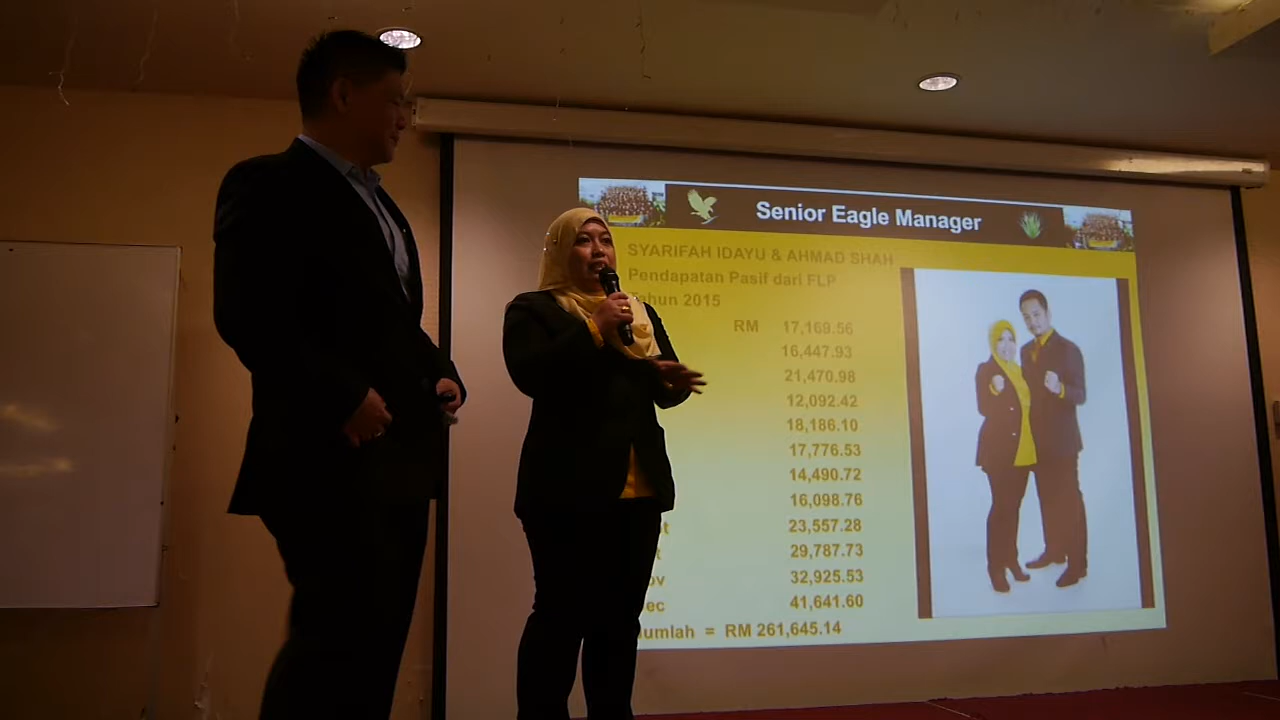 Senior Eagle Manager
SYARIFAH IDAYU & AHMAD SHAH
Pendapatan Pasif dari FLP
Tahun 2015
RM 17,169.56
16,447.93
21,470.98
12,092.42
18,186.10
17,776.53
14,490.72
16,098.76
23,557.28
29,787.73
ov 32,925.53
ec 41,641.60
Jumlah = RM 261,645.14